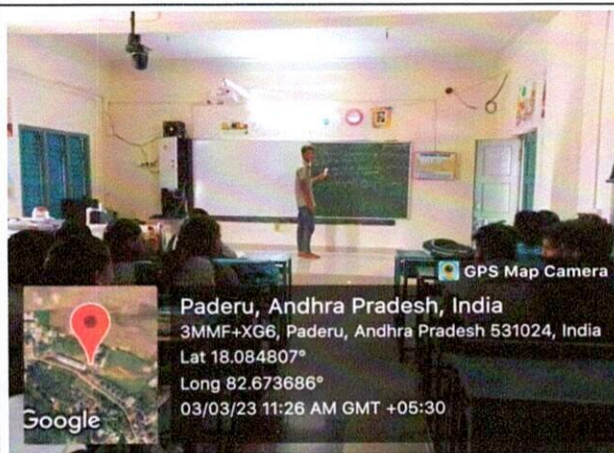 GPS Map Camera
Paderu, Andhra Pradesh, India
3MMF+XG6, Paderu, Andhra Pradesh 531024, India
Lat 18.084807°
Long 82.673686°
03/03/23 11:26 AM GMT +05:30
Google